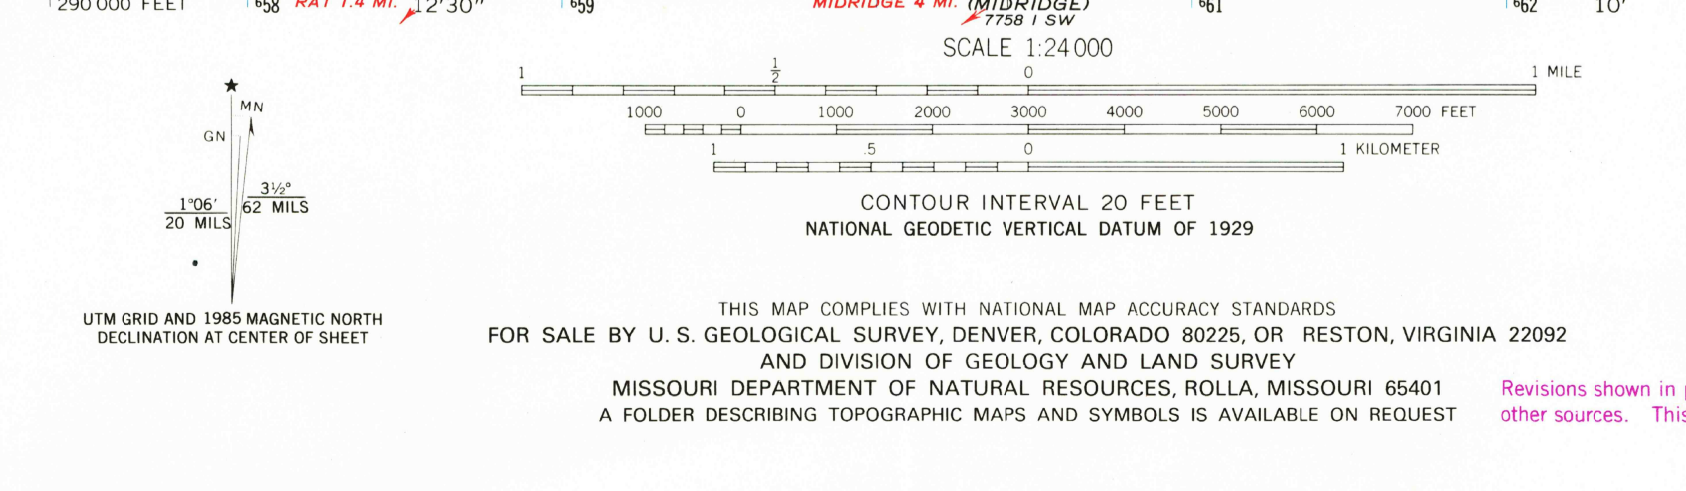 290 000 FEET 658 RAT 1.4 MI. 12'30" 659 MIDRIDGE 4 MI. (MIDRIDGE) 661 662 10'
7758 I SW
SCALE 1:24 000
1 1/2 0 1 MILE
1000 0 1000 2000 3000 4000 5000 6000 7000 FEET
1 .5 0 1 KILOMETER
CONTOUR INTERVAL 20 FEET
NATIONAL GEODETIC VERTICAL DATUM OF 1929
★
MN
GN
1°06'
20 MILS
3½°
62 MILS
UTM GRID AND 1985 MAGNETIC NORTH
DECLINATION AT CENTER OF SHEET
THIS MAP COMPLIES WITH NATIONAL MAP ACCURACY STANDARDS
FOR SALE BY U. S. GEOLOGICAL SURVEY, DENVER, COLORADO 80225, OR RESTON, VIRGINIA 22092
AND DIVISION OF GEOLOGY AND LAND SURVEY
MISSOURI DEPARTMENT OF NATURAL RESOURCES, ROLLA, MISSOURI 65401
A FOLDER DESCRIBING TOPOGRAPHIC MAPS AND SYMBOLS IS AVAILABLE ON REQUEST
Revisions shown in
other sources. This